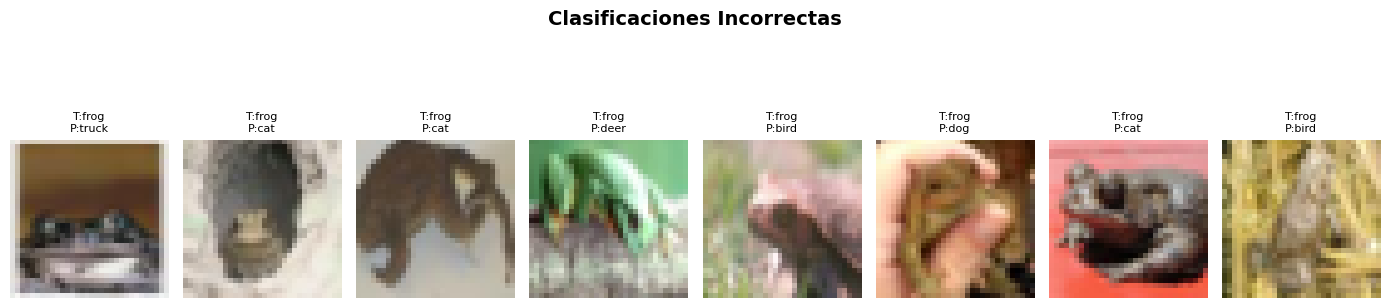 Clasificaciones Incorrectas
T:frog
P:truck
T:frog
P:cat
T:frog
P:cat
T:frog
P:deer
T:frog
P:bird
T:frog
P:dog
T:frog
P:cat
T:frog
P:bird